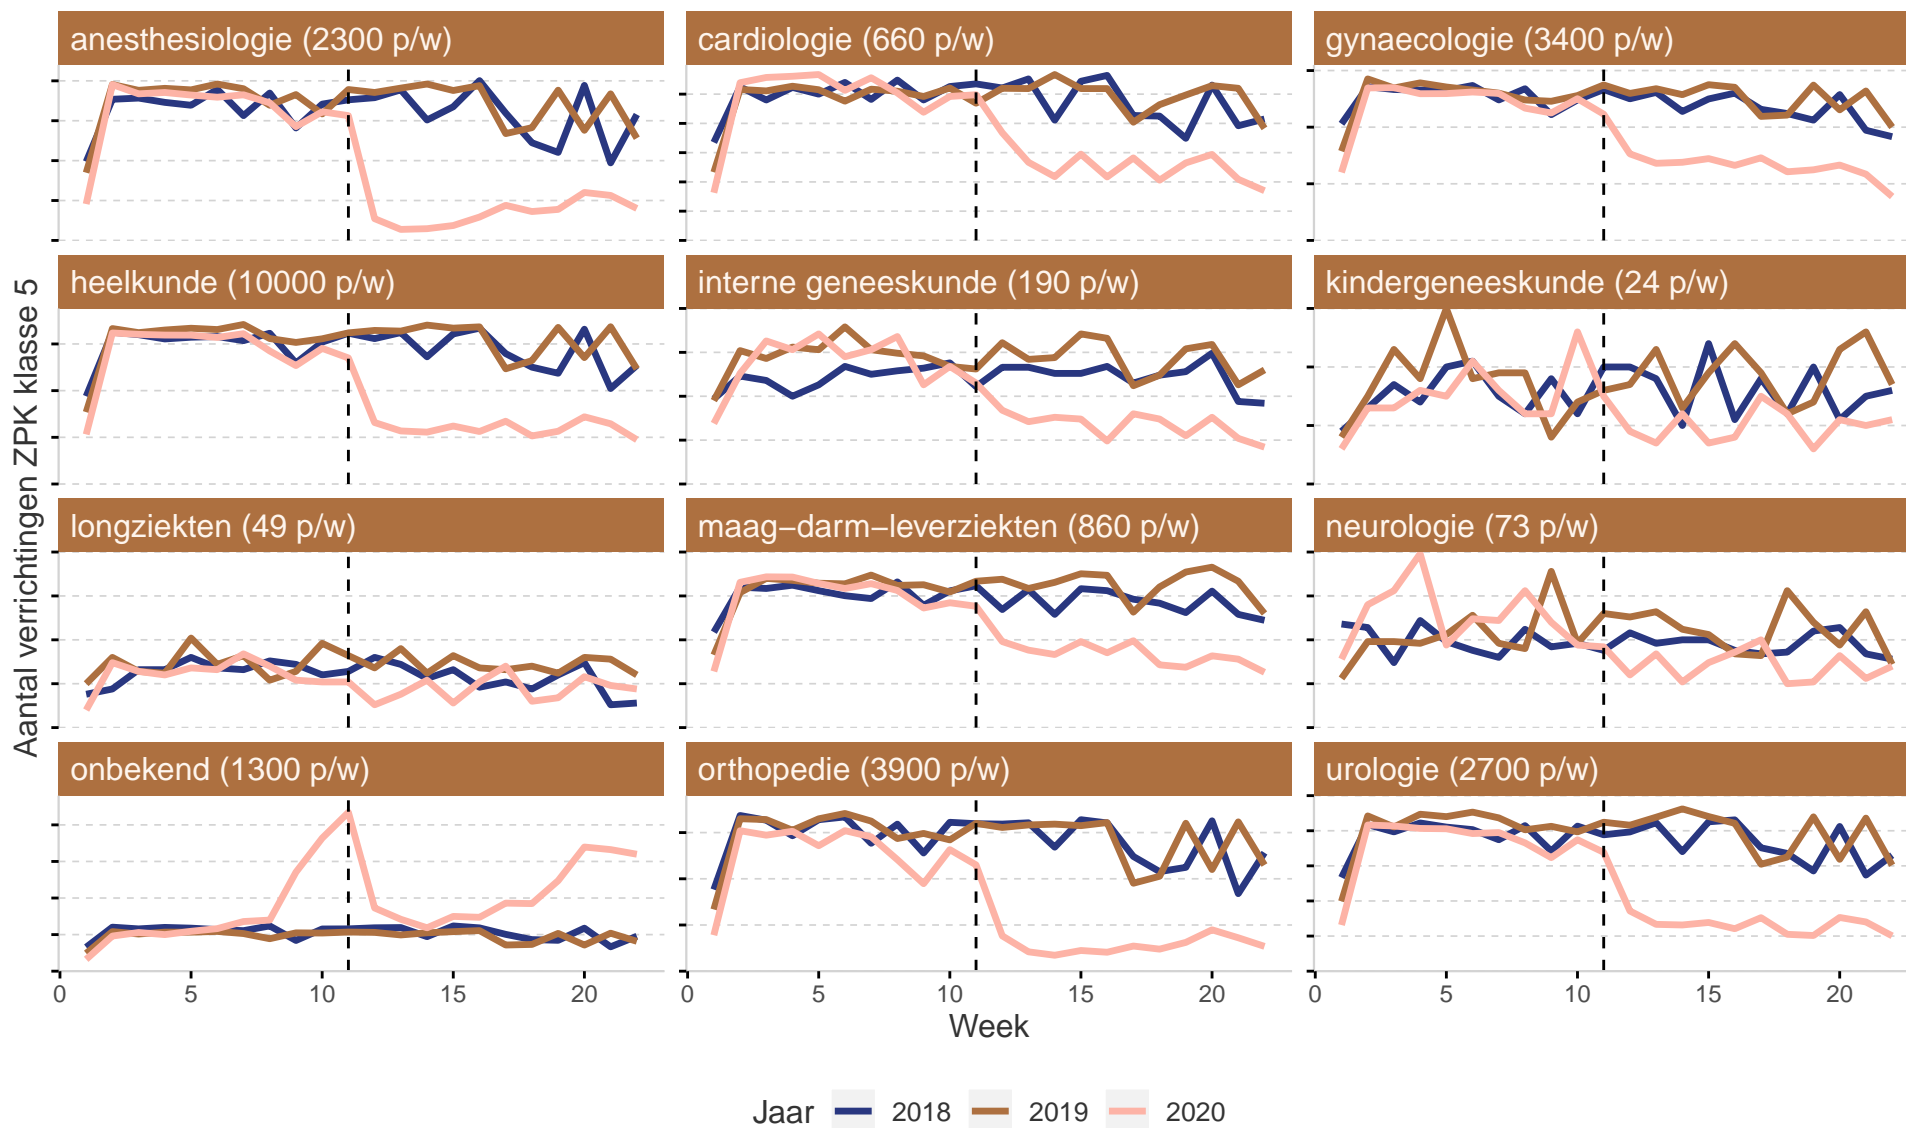 anesthesiologie (2300 p/w)
cardiologie (660 p/w)
gynaecologie (3400 p/w)
heelkunde (10000 p/w)
interne geneeskunde (190 p/w)
kindergeneeskunde (24 p/w)
longziekten (49 p/w)
maag−darm−leverziekten (860 p/w)
neurologie (73 p/w)
onbekend (1300 p/w)
orthopedie (3900 p/w)
urologie (2700 p/w)
Aantal verrichtingen ZPK klasse 5
0 5 10 15 20
0 5 10 15 20
0 5 10 15 20
Week
Jaar 2018 2019 2020